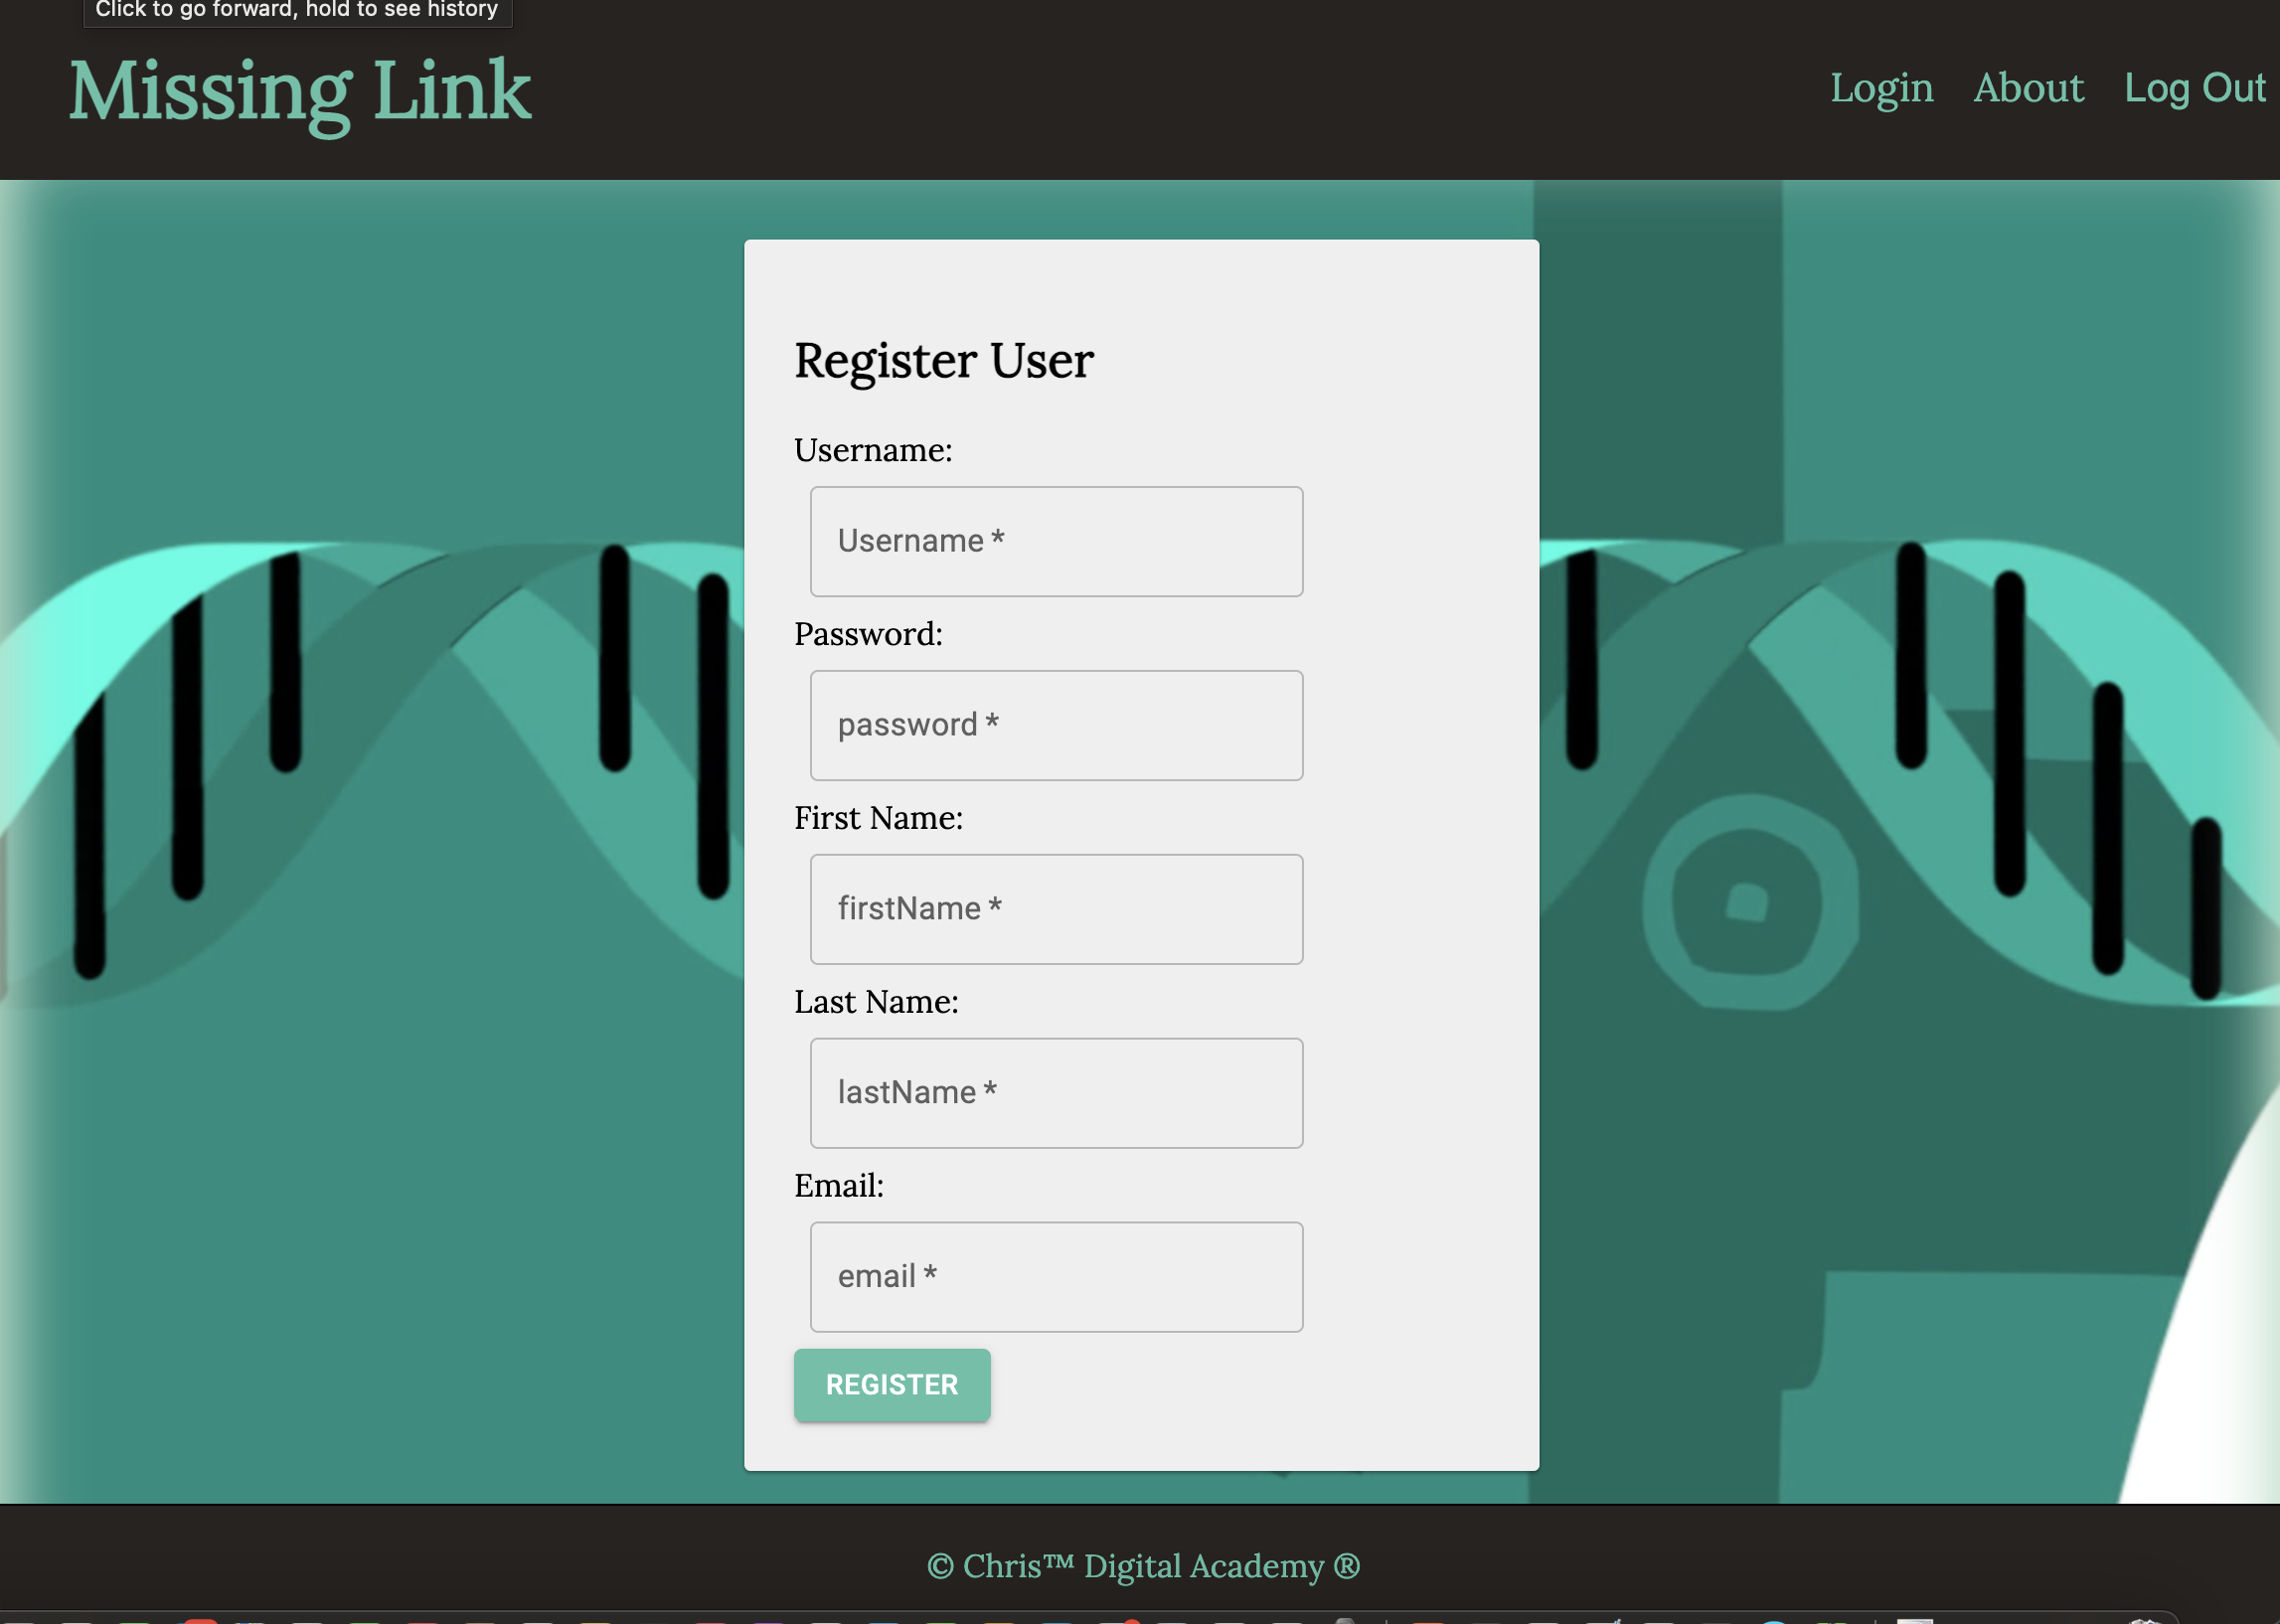 Click to go forward, hold to see history
Missing Link
Login About Log Out
Register User
Username:
Username *
Password:
password *
First Name:
firstName *
Last Name:
lastName *
Email:
email *
REGISTER
© Chris™ Digital Academy ®